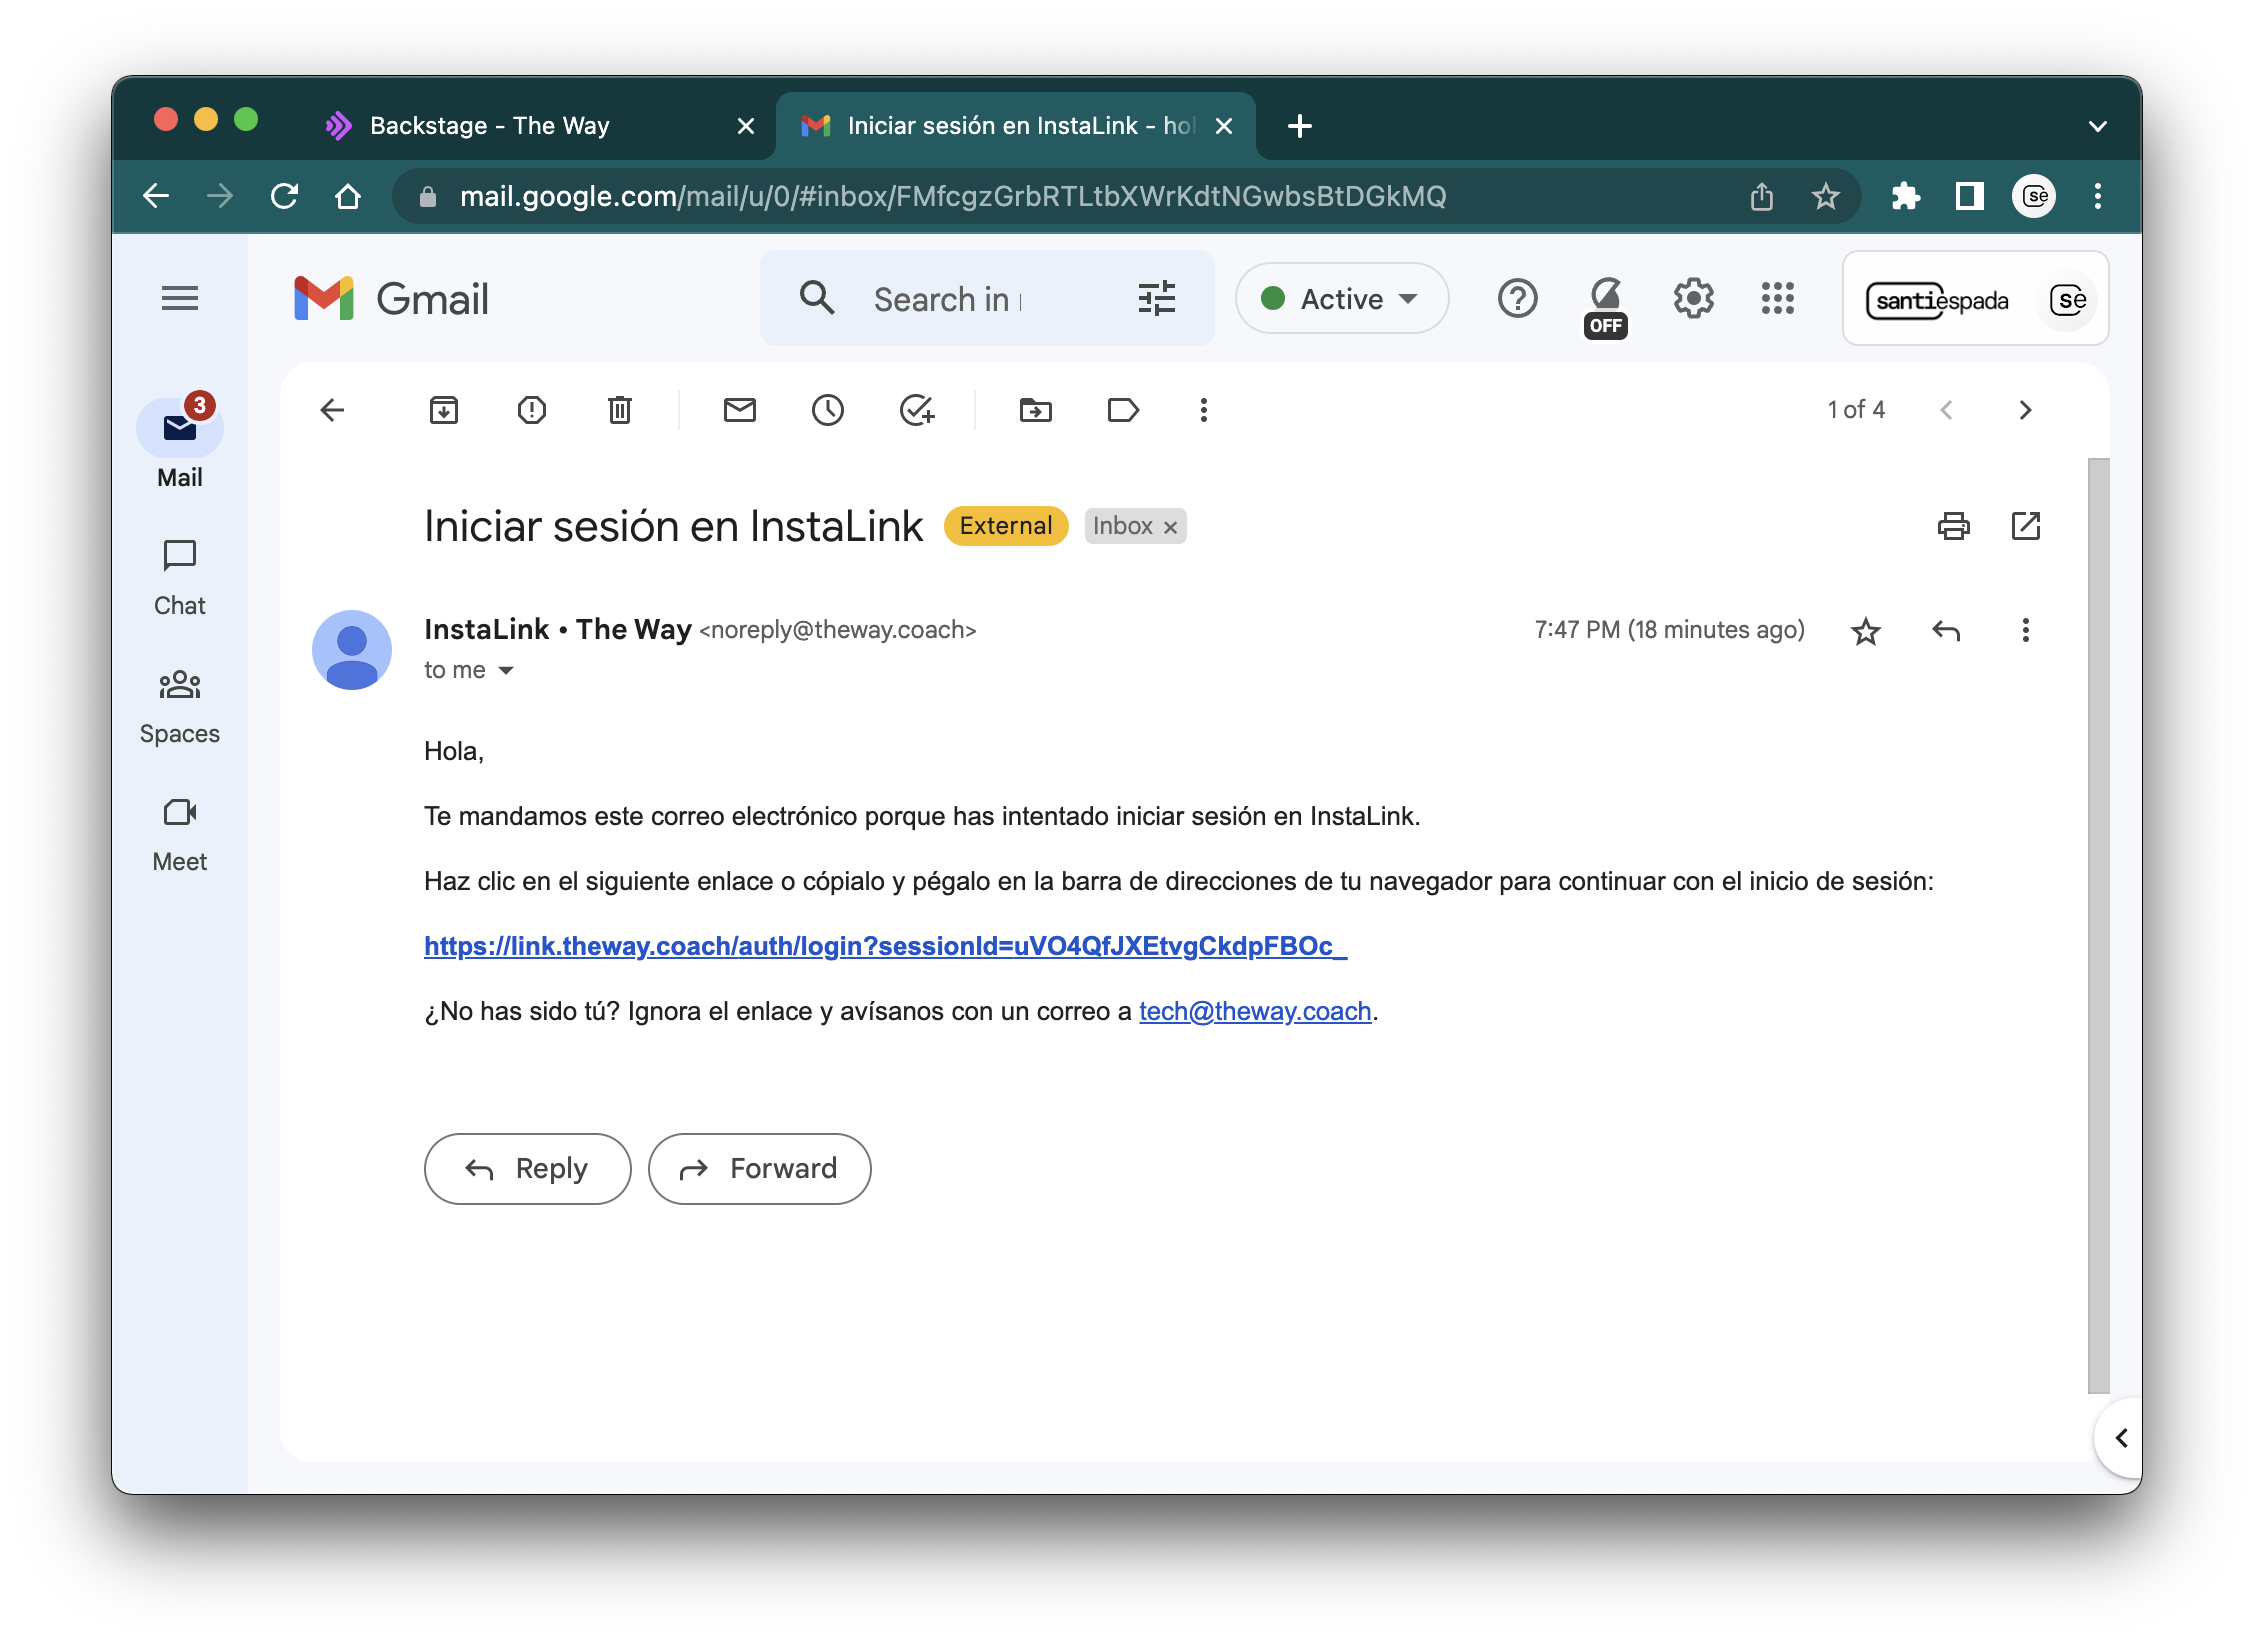 Backstage - The Way
Iniciar sesión en InstaLink - hol
mail.google.com/mail/u/0/#inbox/FMfcgzGrbRTLtbXWrKdtNGwbsBtDGkMQ
se
Gmail
Search in
Active
OFF
santiespada
se
3
Mail
Chat
Spaces
Meet
1 of 4
Iniciar sesión en InstaLink External Inbox ×
InstaLink • The Way <noreply@theway.coach>
7:47 PM (18 minutes ago)
to me
Hola,
Te mandamos este correo electrónico porque has intentado iniciar sesión en InstaLink.
Haz clic en el siguiente enlace o cópialo y pégalo en la barra de direcciones de tu navegador para continuar con el inicio de sesión:
https://link.theway.coach/auth/login?sessionId=uVO4QfJXEtvgCkdpFBOc_
¿No has sido tú? Ignora el enlace y avísanos con un correo a tech@theway.coach.
Reply
Forward